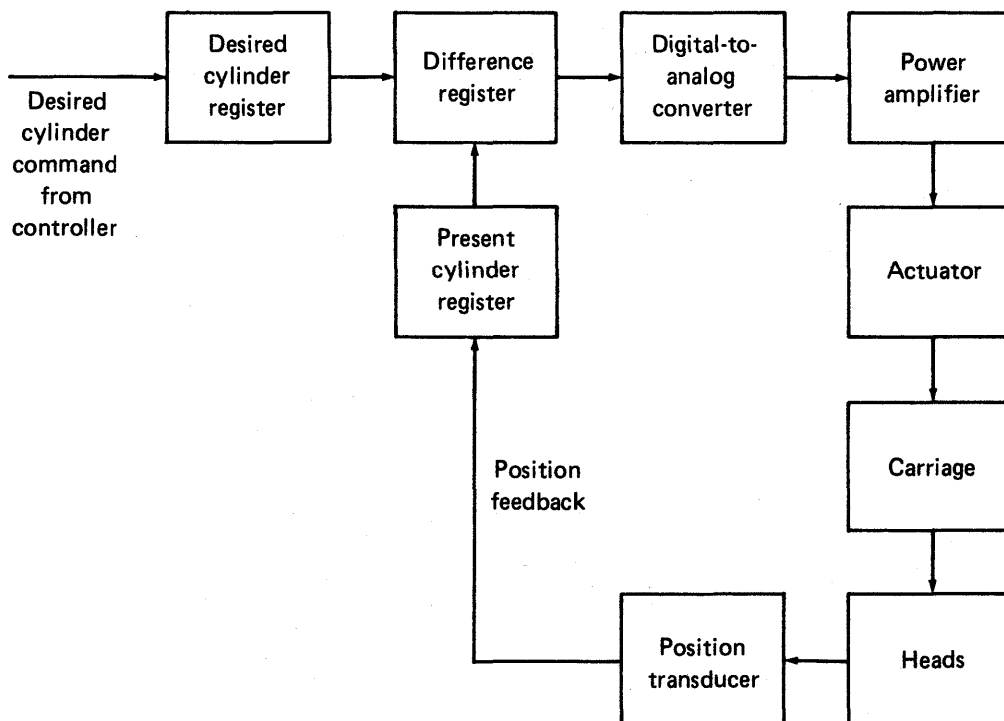 Desired
cylinder
register
Difference
register
Digital-to-
analog
converter
Power
amplifier
Desired
cylinder
command
from
controller
Present
cylinder
register
Actuator
Carriage
Position
feedback
Position
transducer
Heads